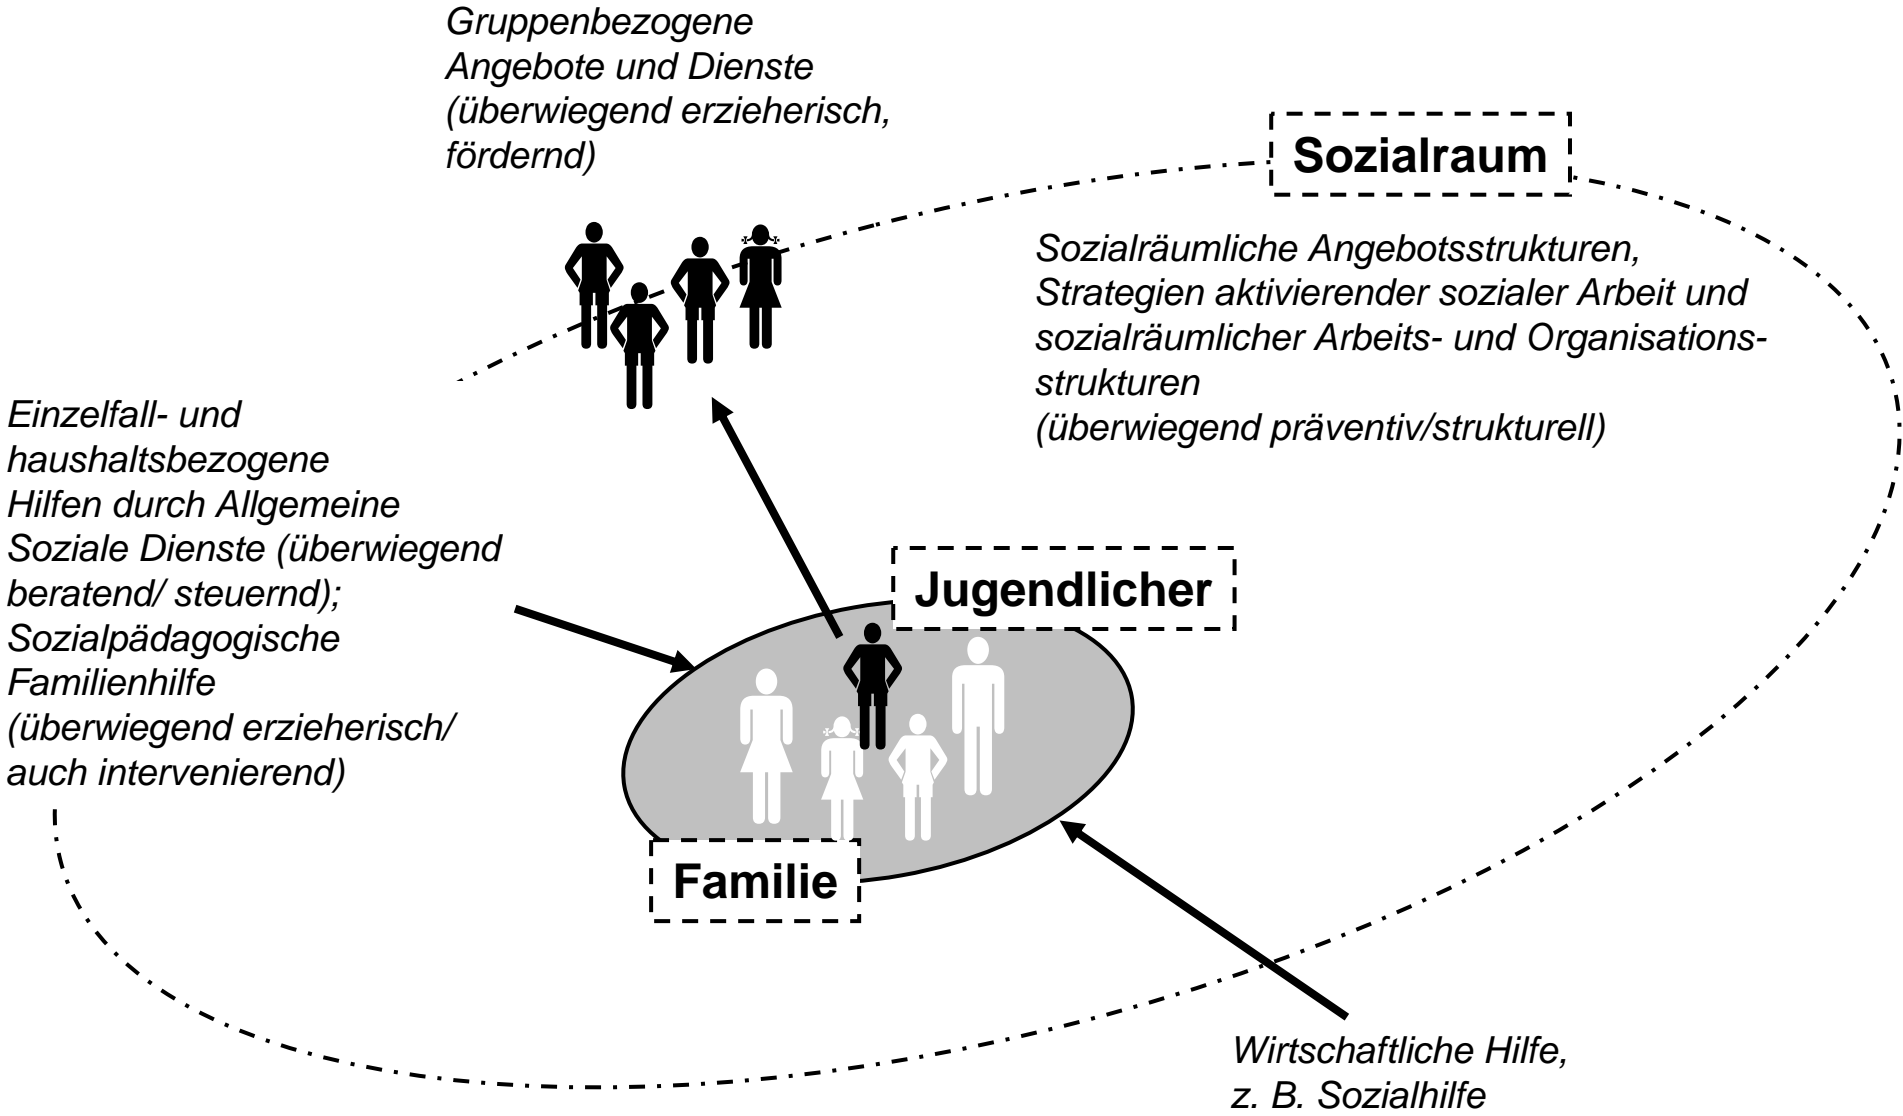 Gruppenbezogene
Angebote und Dienste
(überwiegend erzieherisch,
fördernd)
Sozialraum
Sozialräumliche Angebotsstrukturen,
Strategien aktivierender sozialer Arbeit und
sozialräumlicher Arbeits- und Organisations-
strukturen
(überwiegend präventiv/strukturell)
Einzelfall- und
haushaltsbezogene
Hilfen durch Allgemeine
Soziale Dienste (überwiegend
beratend/ steuernd);
Sozialpädagogische
Familienhilfe
(überwiegend erzieherisch/
auch intervenierend)
Jugendlicher
Familie
Wirtschaftliche Hilfe,
z. B. Sozialhilfe